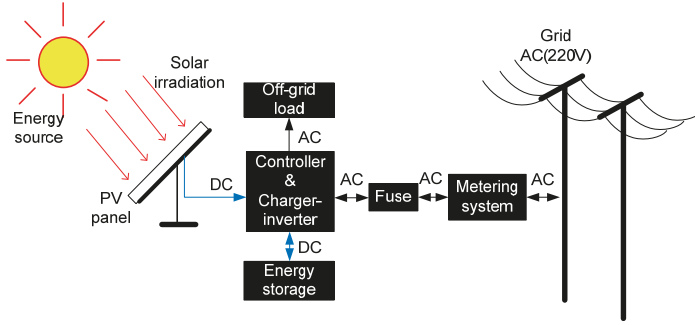 Energy
source
Solar
irradiation
PV
panel
DC
Off-grid
load
AC
Controller
&
Charger-
inverter
DC
Energy
storage
AC
Fuse
AC
Metering
system
AC
Grid
AC(220V)